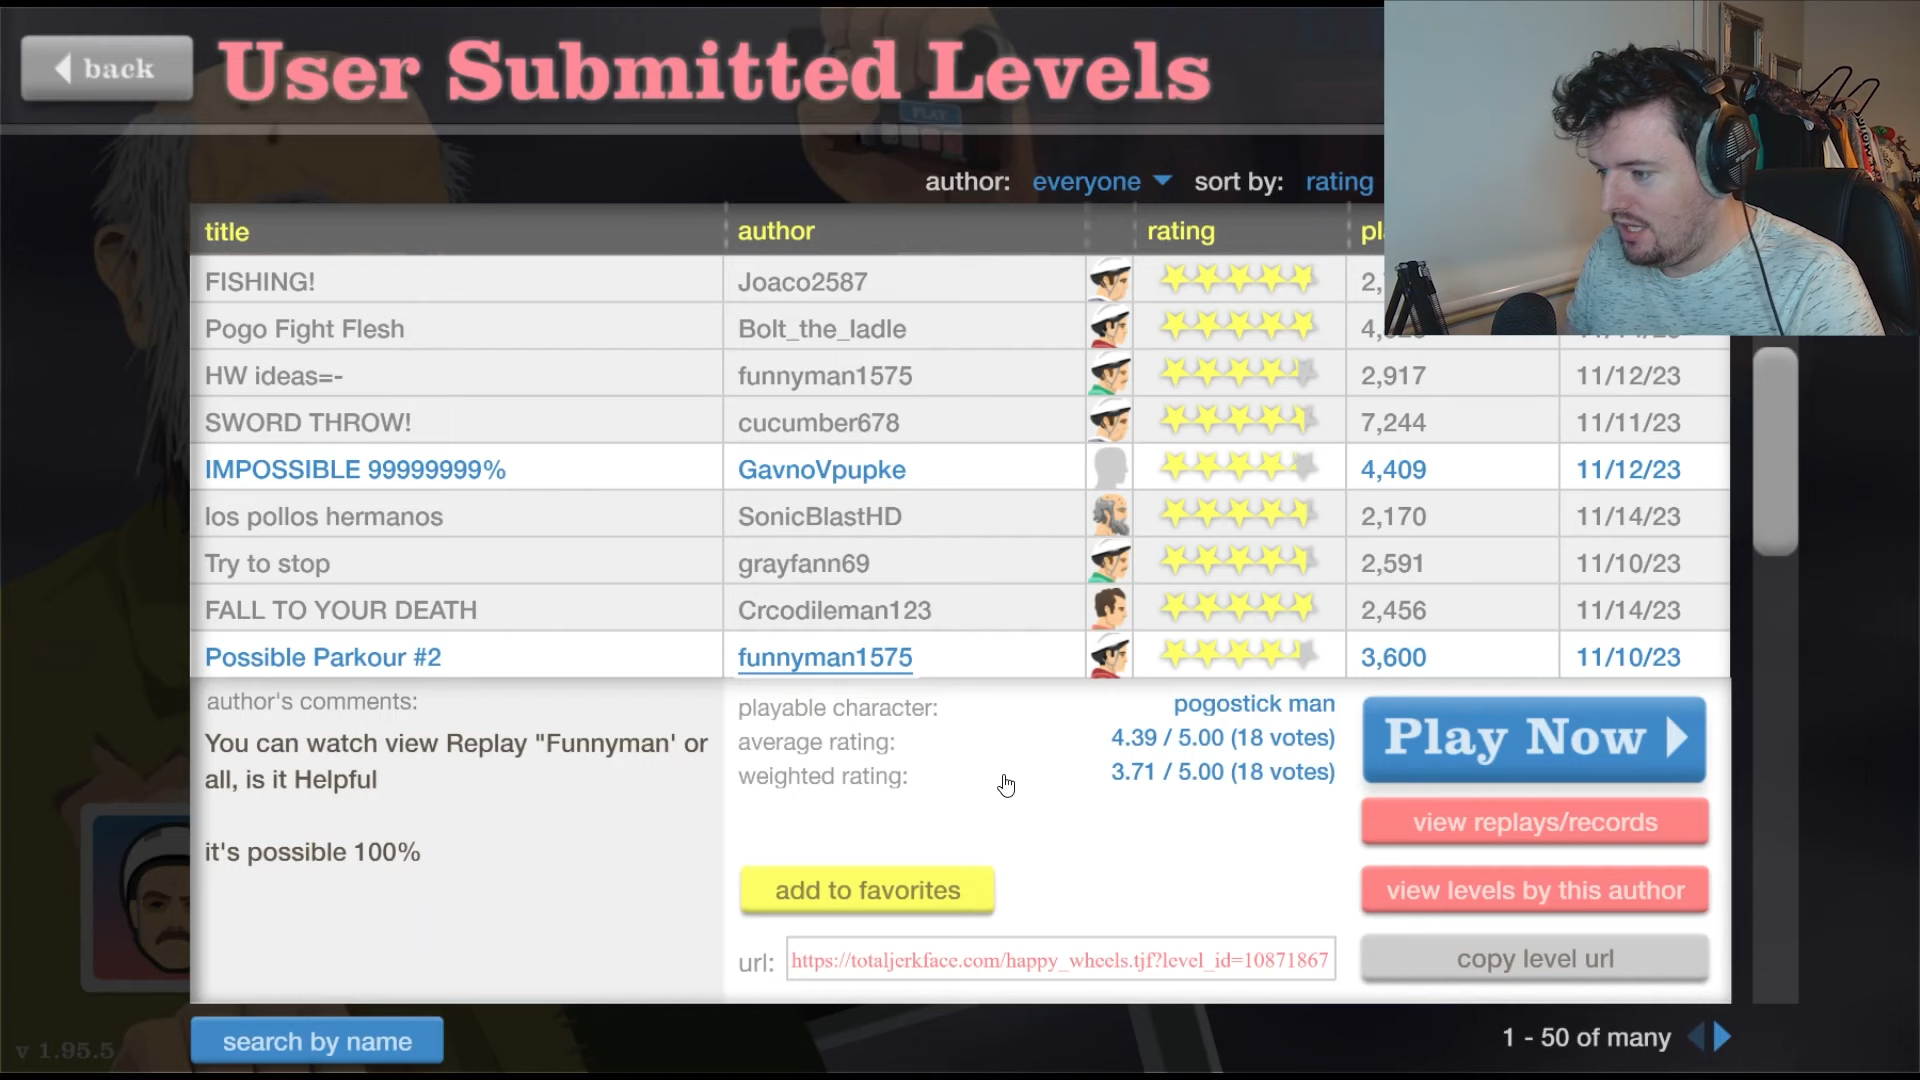 back
User Submitted Levels
PLAY
author: everyone sort by: rating
title author rating
FISHING! Joaco2587
Pogo Fight Flesh Bolt_the_ladle
HW ideas=- funnyman1575 2,917 11/12/23
SWORD THROW! cucumber678 7,244 11/11/23
IMPOSSIBLE 99999999% GavnoVpupke 4,409 11/12/23
los pollos hermanos SonicBlastHD 2,170 11/14/23
Try to stop grayfann69 2,591 11/10/23
FALL TO YOUR DEATH Crcodileman123 2,456 11/14/23
Possible Parkour #2 funnyman1575 3,600 11/10/23
author's comments:
You can watch view Replay "Funnyman' or
all, is it Helpful
it's possible 100%
playable character: pogostick man
average rating: 4.39 / 5.00 (18 votes)
weighted rating: 3.71 / 5.00 (18 votes)
add to favorites
url: https://totaljerkface.com/happy_wheels.tjf?level_id=10871867
Play Now
view replays/records
view levels by this author
copy level url
v 1.95.5
search by name
1 - 50 of many